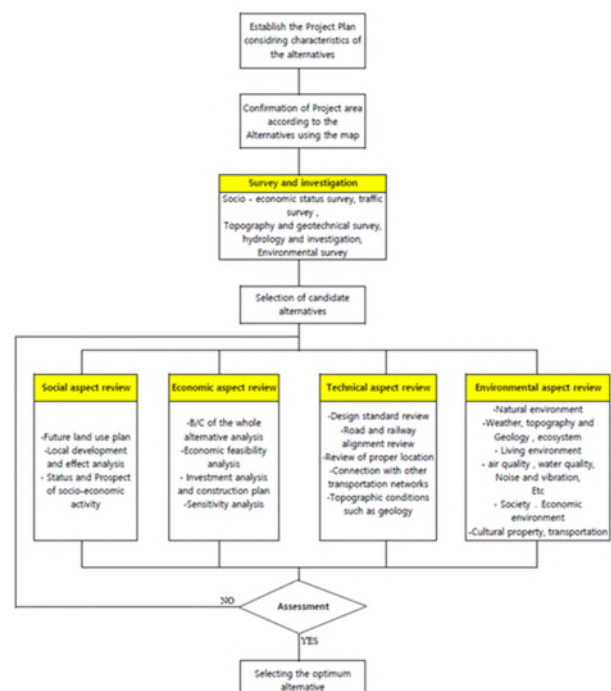 Establish the Project Plan
considring characteristics of
the alternatives
Confirmation of Project area
according to the
Alternatives using the map
Survey and investigation
Socio - economic status survey, traffic
survey ,
Topography and geotechnical survey,
hydrology and investigation,
Environmental survey
Selection of candidate
alternatives
Social aspect review
-Future land use plan
-Local development
and effect analysis
-Status and Prospect
of socio-economic
activity
Economic aspect review
-B/C of the whole
alternative analysis
-Economic feasibility
analysis
- Investment analysis
and construction plan
-Sensitivity analysis
Technical aspect review
-Design standard review
-Road and railway
alignment review
-Review of proper location
-Connection with other
transportation networks
-Topographic conditions
such as geology
Environmental aspect review
-Natural environment
-Weather, topography and
Geology , ecosystem
- Living environment
- air quality , water quality,
Noise and vibration,
Etc
- Society . Economic
environment
-Cultural property, transportation
NO
Assessment
YES
Selecting the optimum
alternative